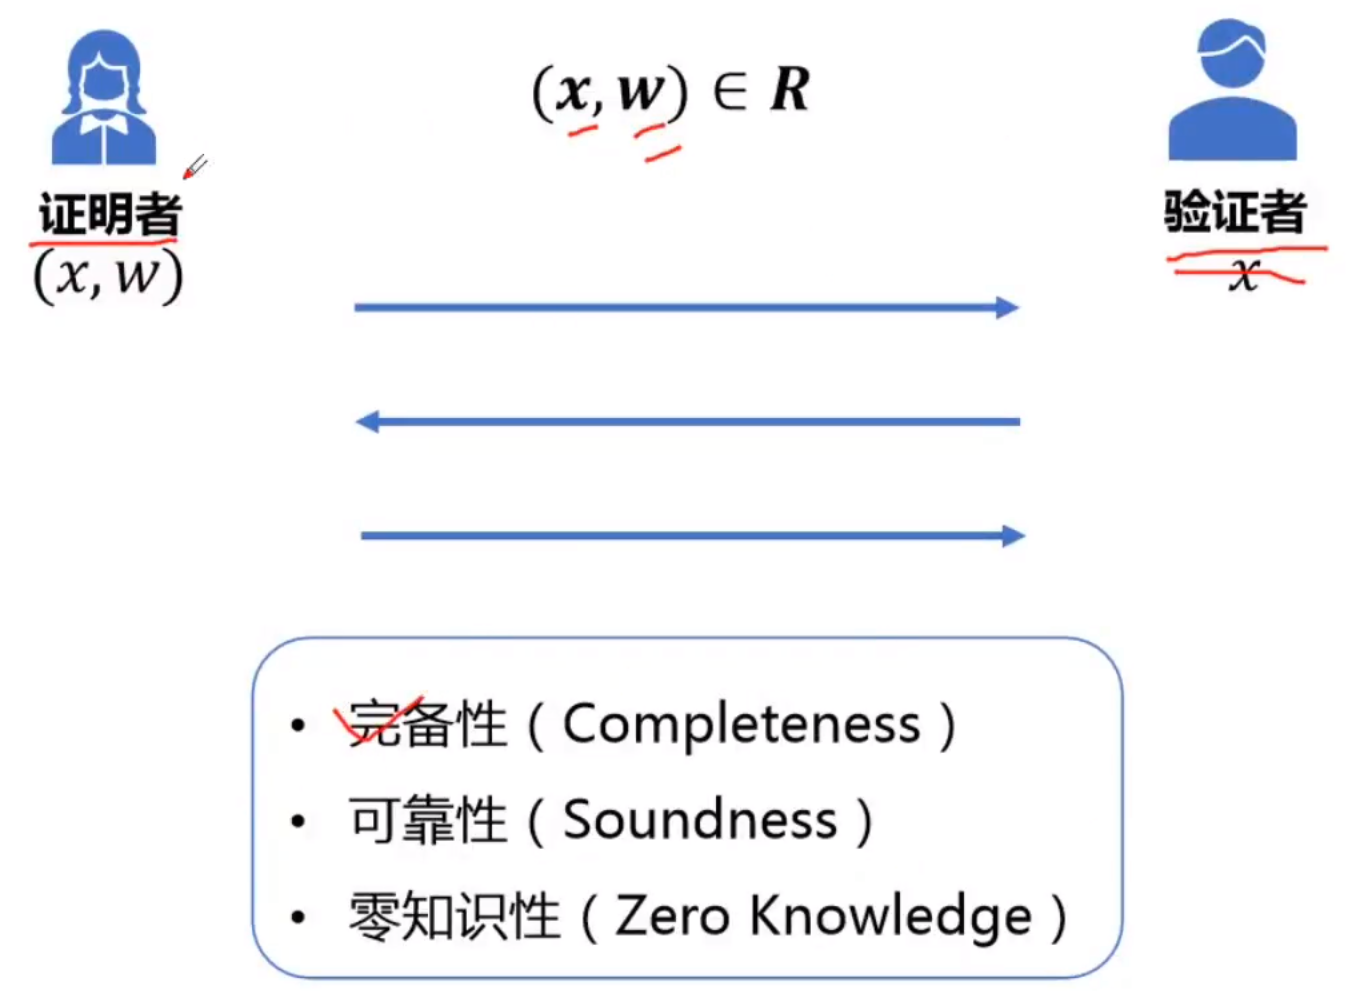 (x, w) ∈ R
证明者
(x, w)
验证者
x
• 完备性（Completeness）
• 可靠性（Soundness）
• 零知识性（Zero Knowledge）